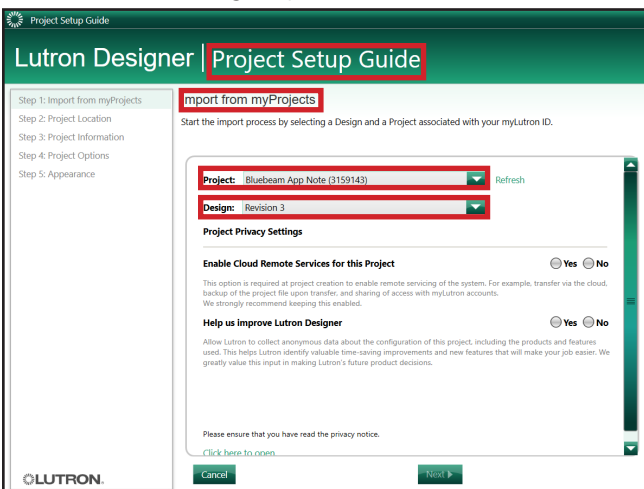 Project Setup Guide
Lutron Designer | Project Setup Guide
Step 1: Import from myProjects
Step 2: Project Location
Step 3: Project Information
Step 4: Project Options
Step 5: Appearance
mport from myProjects
Start the import process by selecting a Design and a Project associated with your myLutron ID.
Project: Bluebeam App Note (3159143) Refresh
Design: Revision 3
Project Privacy Settings
Enable Cloud Remote Services for this Project Yes No
This option is required at project creation to enable remote servicing of the system. For example, transfer via the cloud,
backup of the project file upon transfer, and sharing of access with myLutron accounts.
We strongly recommend keeping this enabled.
Help us improve Lutron Designer Yes No
Allow Lutron to collect anonymous data about the configuration of this project, including the products and features
used. This helps Lutron identify valuable time-saving improvements and new features that will make your job easier. We
greatly value this input in making Lutron's future product decisions.
Please ensure that you have read the privacy notice.
Click here to open
LUTRON. Cancel Next